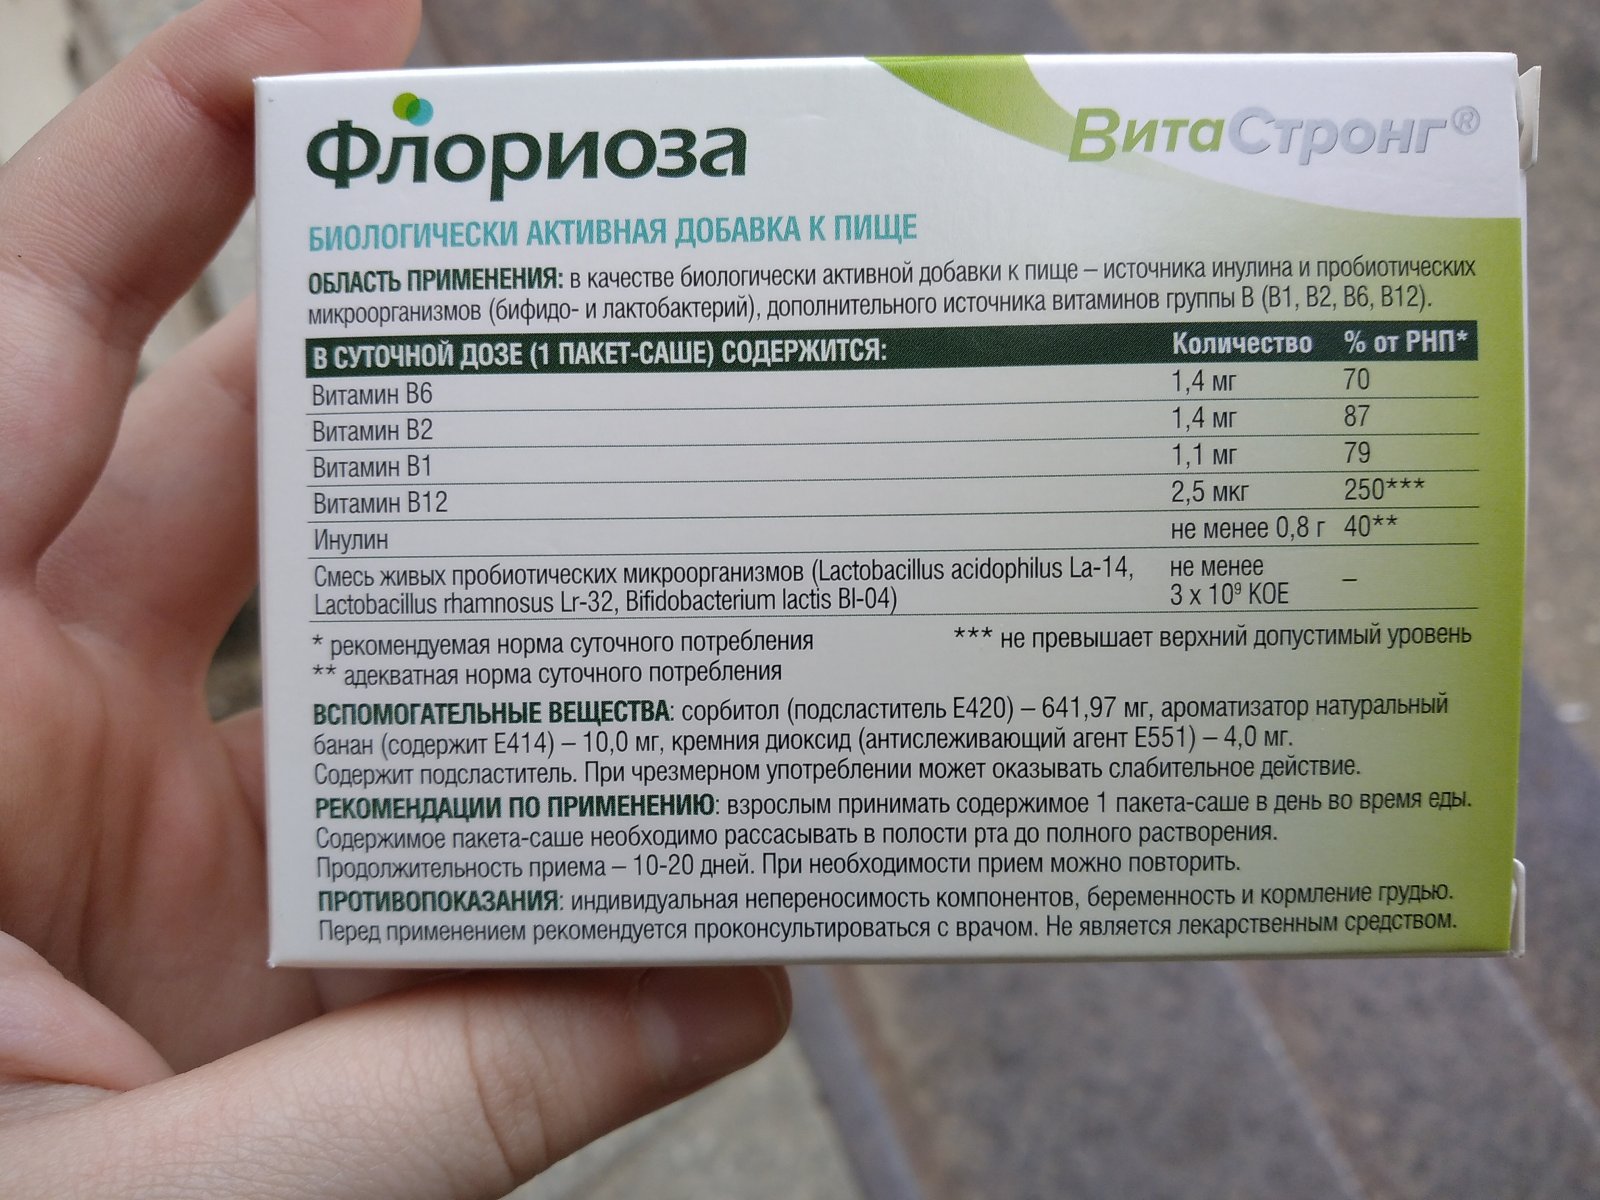 Флориоза
ВитаСтронг®
БИОЛОГИЧЕСКИ АКТИВНАЯ ДОБАВКА К ПИЩЕ
ОБЛАСТЬ ПРИМЕНЕНИЯ: в качестве биологически активной добавки к пище – источника инулина и пробиотических
микроорганизмов (бифидо- и лактобактерий), дополнительного источника витаминов группы В (В1, В2, В6, В12).
В СУТОЧНОЙ ДОЗЕ (1 ПАКЕТ-САШЕ) СОДЕРЖИТСЯ: Количество % от РНП*
Витамин В6 1,4 мг 70
Витамин В2 1,4 мг 87
Витамин В1 1,1 мг 79
Витамин В12 2,5 мкг 250***
Инулин не менее 0,8 г 40**
Смесь живых пробиотических микроорганизмов (Lactobacillus acidophilus La-14, не менее
Lactobacillus rhamnosus Lr-32, Bifidobacterium lactis Bl-04) 3 х 10⁹ КОЕ –
* рекомендуемая норма суточного потребления *** не превышает верхний допустимый уровень
** адекватная норма суточного потребления
ВСПОМОГАТЕЛЬНЫЕ ВЕЩЕСТВА: сорбитол (подсластитель Е420) – 641,97 мг, ароматизатор натуральный
банан (содержит Е414) – 10,0 мг, кремния диоксид (антислеживающий агент Е551) – 4,0 мг.
Содержит подсластитель. При чрезмерном употреблении может оказывать слабительное действие.
РЕКОМЕНДАЦИИ ПО ПРИМЕНЕНИЮ: взрослым принимать содержимое 1 пакета-саше в день во время еды.
Содержимое пакета-саше необходимо рассасывать в полости рта до полного растворения.
Продолжительность приема – 10-20 дней. При необходимости прием можно повторить.
ПРОТИВОПОКАЗАНИЯ: индивидуальная непереносимость компонентов, беременность и кормление грудью.
Перед применением рекомендуется проконсультироваться с врачом. Не является лекарственным средством.